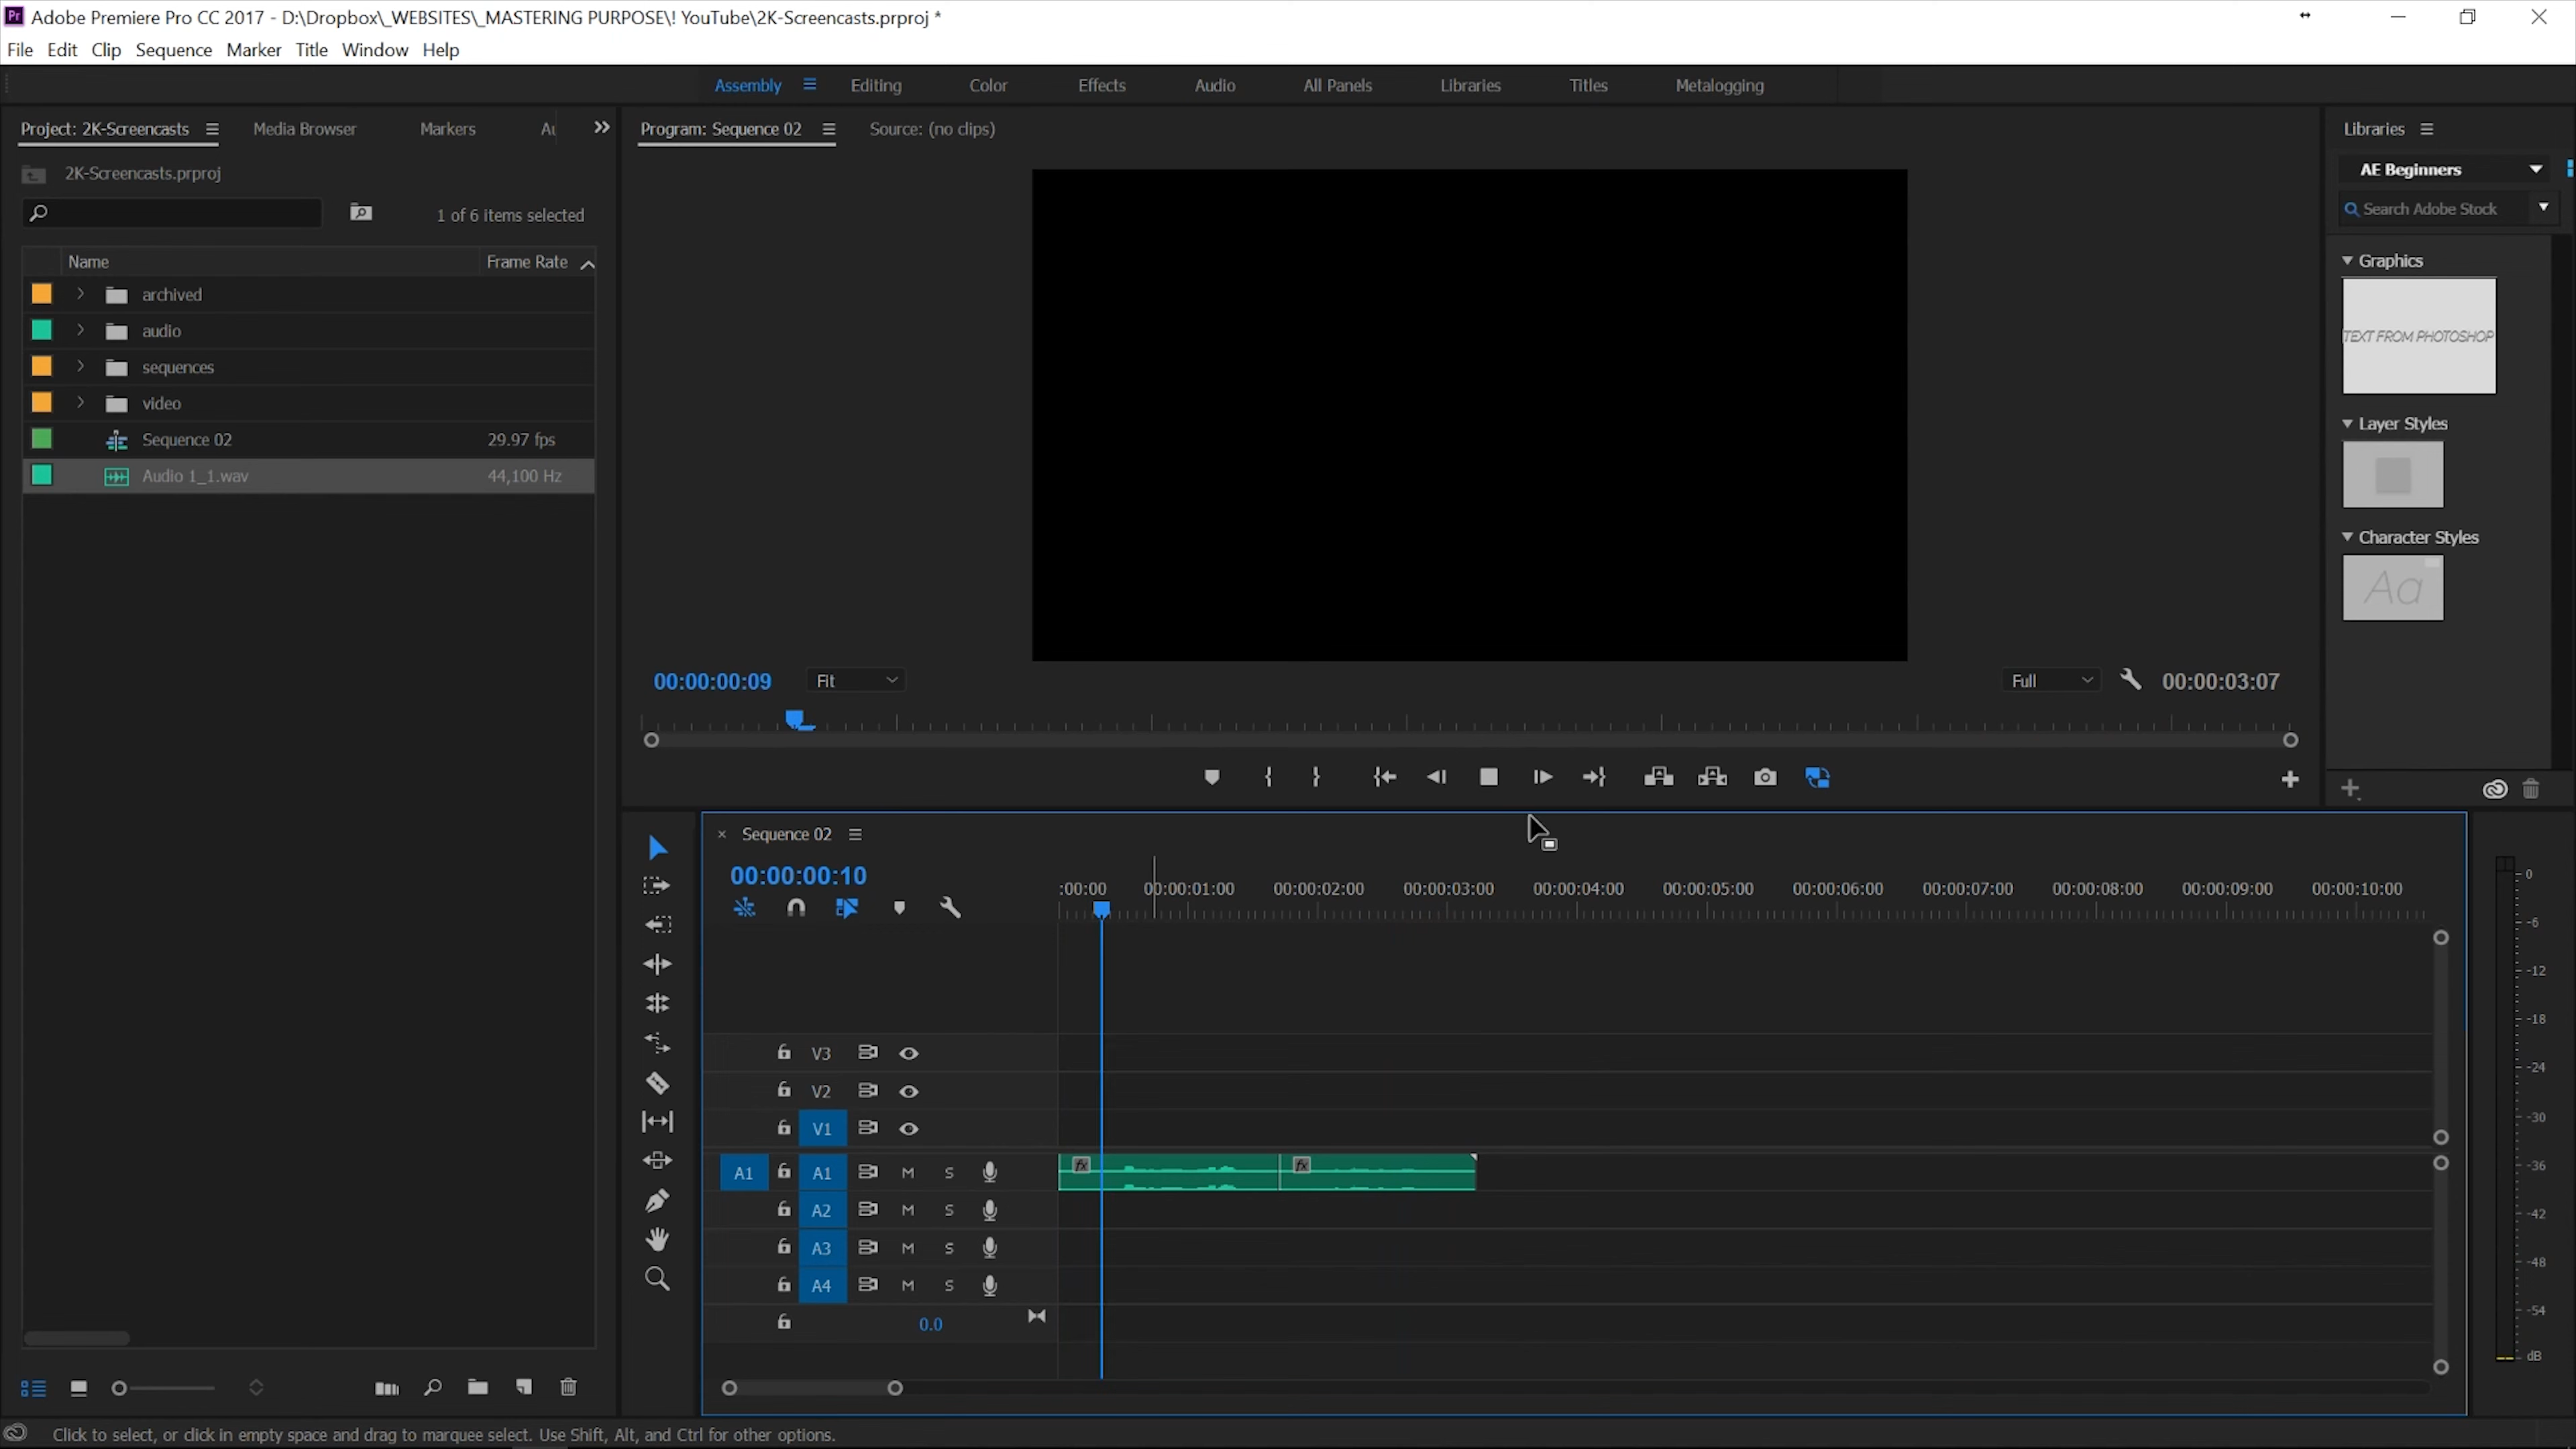 Pr Adobe Premiere Pro CC 2017 - D:\Dropbox\_WEBSITES\_MASTERING PURPOSE\! YouTube\2K-Screencasts.prproj *
File Edit Clip Sequence Marker Title Window Help
Assembly Editing Color Effects Audio All Panels Libraries Titles Metalogging
Project: 2K-Screencasts Media Browser Markers
Program: Sequence 02 Source: (no clips)
Libraries
2K-Screencasts.prproj
AE Beginners
1 of 6 items selected
Search Adobe Stock
Name Frame Rate
Graphics
archived
audio
TEXT FROM PHOTOSHOP
sequences
video
Layer Styles
Sequence 02 29.97 fps
Audio 1_1.wav 44,100 Hz
Character Styles
Aa
00:00:00:09 Fit Full 00:00:03:07
Sequence 02
00:00:00:10
:00:00 00:00:01:00 00:00:02:00 00:00:03:00 00:00:04:00 00:00:05:00 00:00:06:00 00:00:07:00 00:00:08:00 00:00:09:00 00:00:10:00
V3
V2
V1
A1 A1 M S fx fx
A2 M S
A3 M S
A4 M S
0.0
0
-6
-12
-18
-24
-30
-36
-42
-48
-54
dB
Click to select, or click in empty space and drag to marquee select. Use Shift, Alt, and Ctrl for other options.